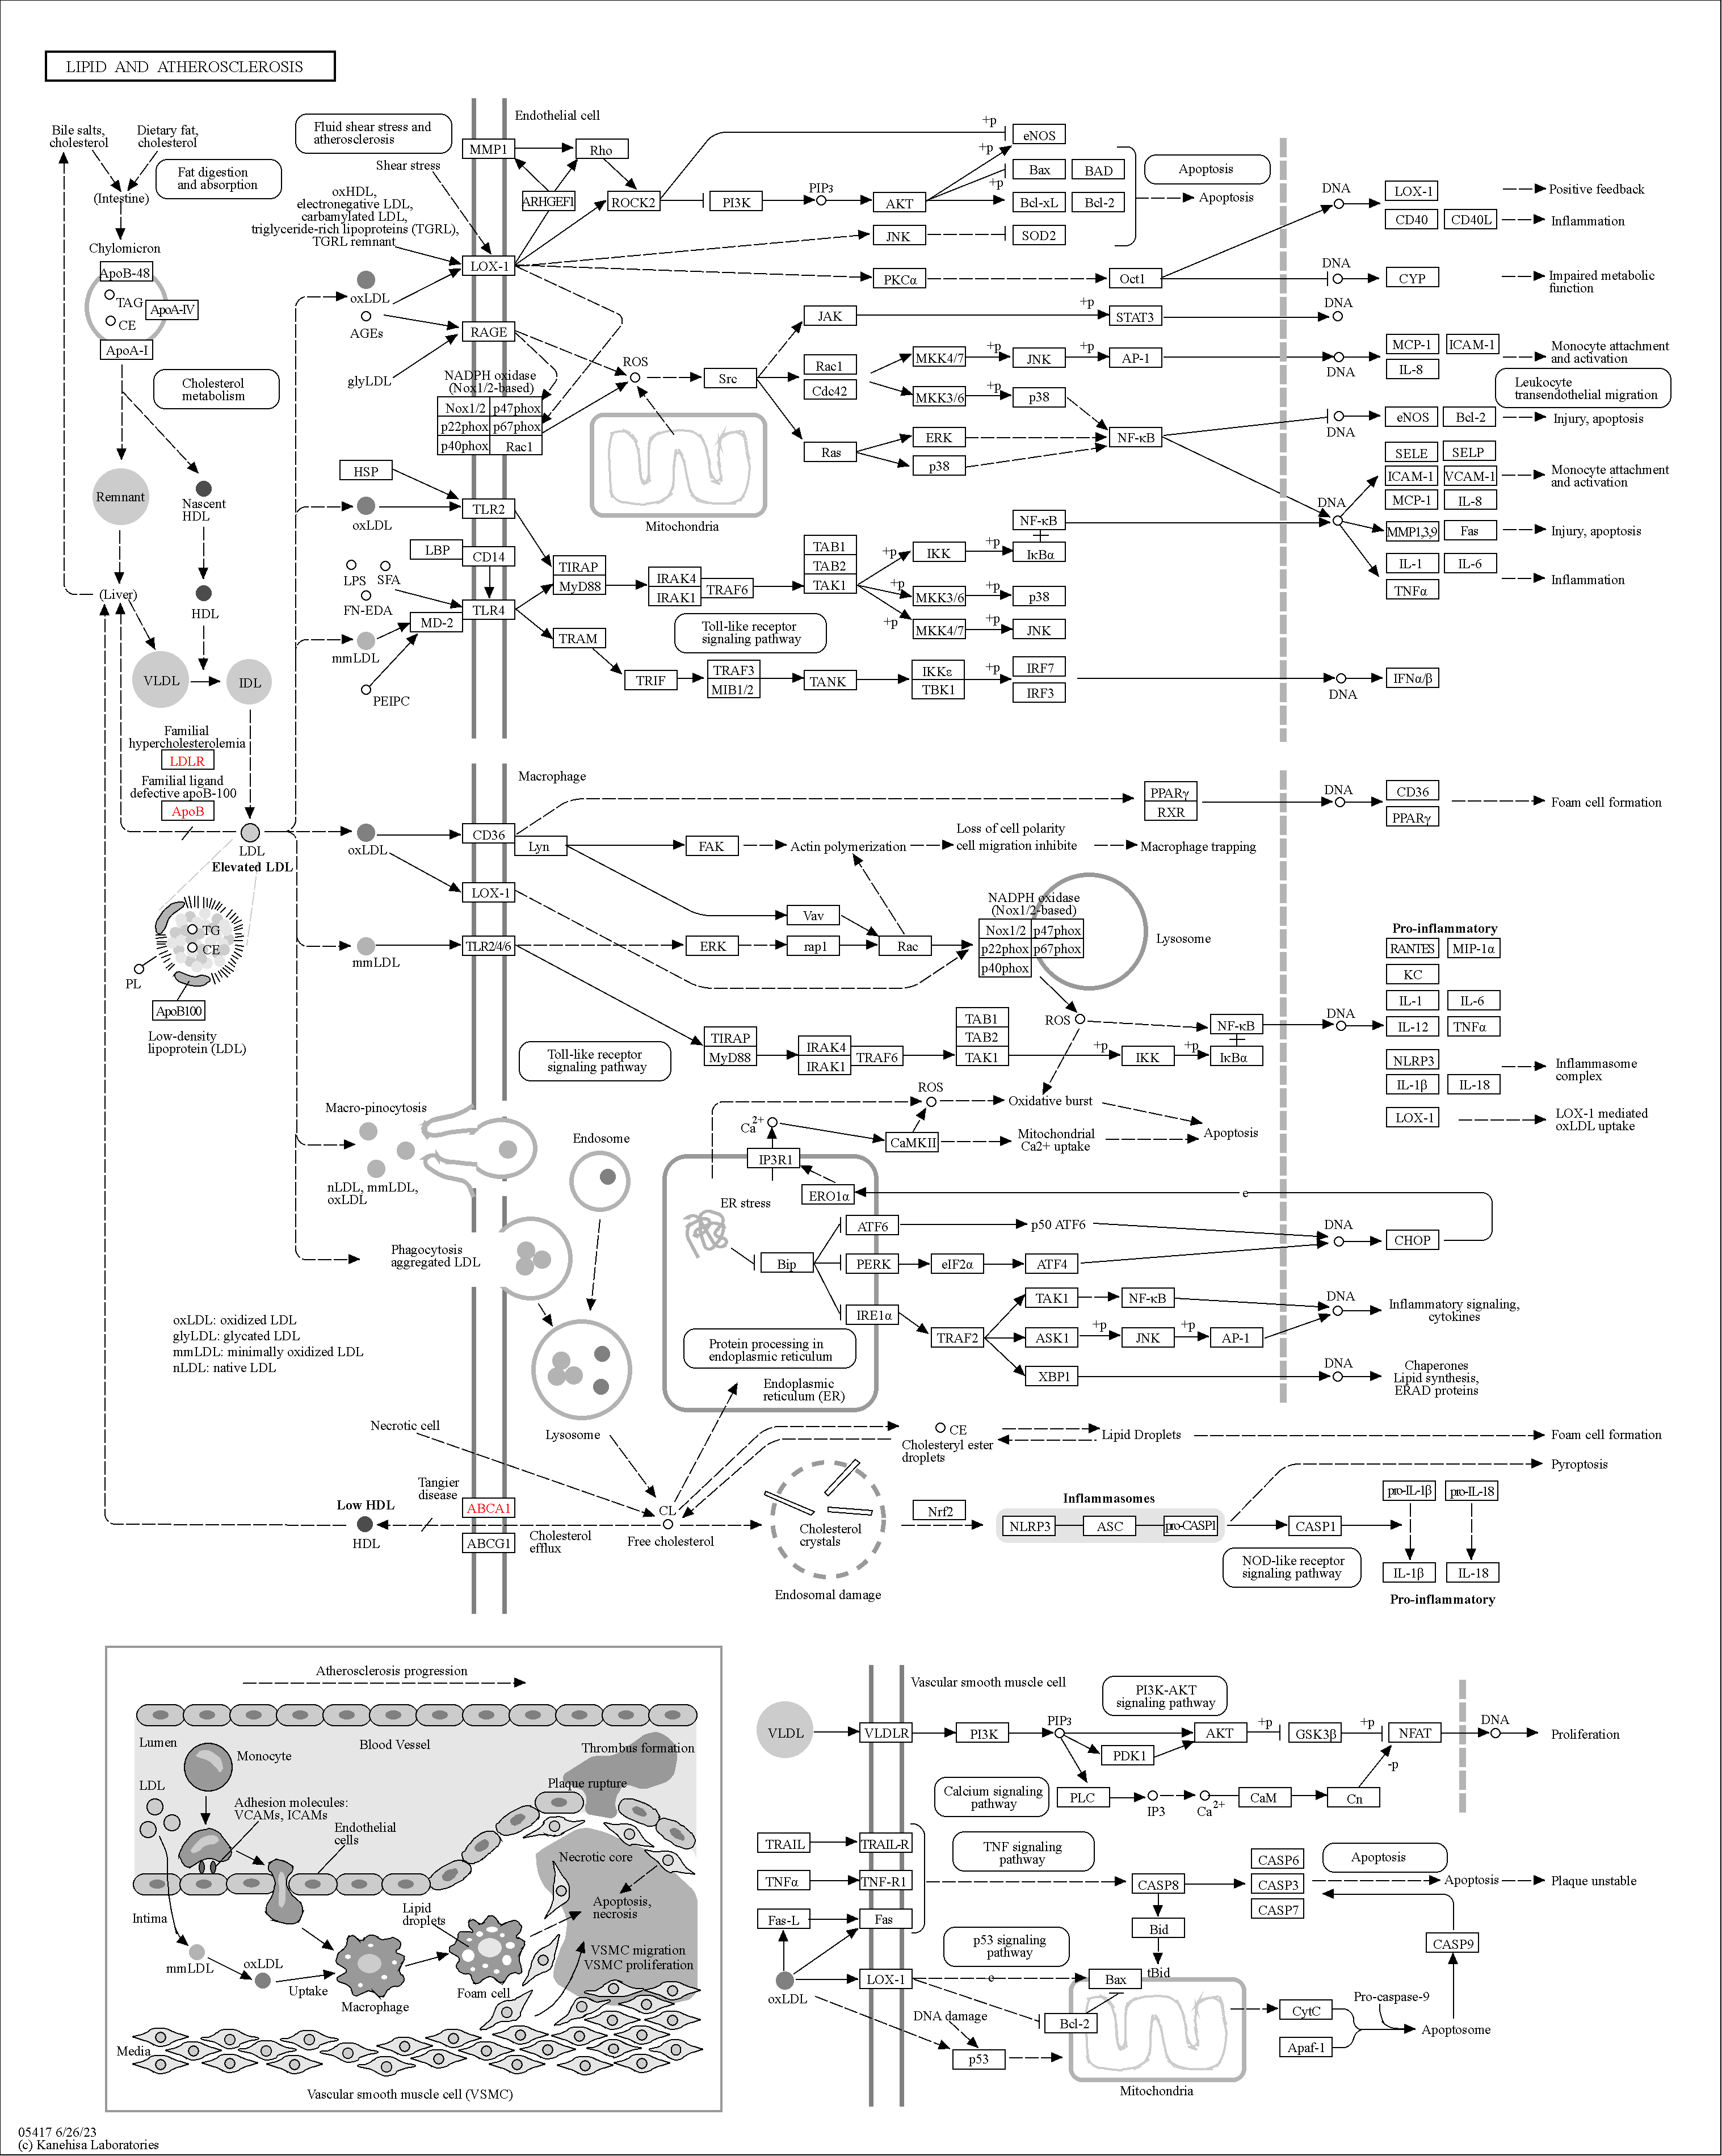 LIPID AND ATHEROSCLEROSIS
Bile salts,
cholesterol
Dietary fat,
cholesterol
Fat digestion
and absorption
(Intestine)
Chylomicron
ApoB-48
TAG
ApoA-IV
CE
ApoA-I
Cholesterol
metabolism
Remnant
Nascent
HDL
(Liver)
HDL
VLDL
IDL
Familial
hypercholesterolemia
LDLR
Familial ligand
defective apoB-100
ApoB
LDL
Elevated LDL
TG
CE
PL
ApoB100
Low-density
lipoprotein (LDL)
oxLDL: oxidized LDL
glyLDL: glycated LDL
mmLDL: minimally oxidized LDL
nLDL: native LDL
Fluid shear stress and
atherosclerosis
Shear stress
oxHDL,
electronegative LDL,
carbamylated LDL,
triglyceride-rich lipoproteins (TGRL),
TGRL remnant
oxLDL
AGEs
glyLDL
Endothelial cell
MMP1
Rho
ARHGEF1
ROCK2
PI3K
PIP3
AKT
+p
eNOS
+p
Bax
BAD
+p
Bcl-xL
Bcl-2
Apoptosis
Apoptosis
LOX-1
JNK
SOD2
PKCα
Oct1
DNA
LOX-1
Positive feedback
CD40
CD40L
Inflammation
DNA
CYP
Impaired metabolic
function
RAGE
NADPH oxidase
(Nox1/2-based)
Nox1/2
p47phox
p22phox
p67phox
p40phox
Rac1
ROS
Mitochondria
Src
JAK
+p
STAT3
DNA
Rac1
Cdc42
MKK4/7
+p
JNK
+p
AP-1
DNA
MCP-1
ICAM-1
IL-8
Monocyte attachment
and activation
Leukocyte
transendothelial migration
MKK3/6
+p
p38
Ras
ERK
p38
NF-κB
DNA
eNOS
Bcl-2
Injury, apoptosis
SELE
SELP
ICAM-1
VCAM-1
MCP-1
IL-8
Monocyte attachment
and activation
DNA
MMP1,3,9
Fas
Injury, apoptosis
IL-1
IL-6
TNFα
Inflammation
HSP
oxLDL
TLR2
LBP
CD14
LPS
SFA
FN-EDA
TLR4
MD-2
mmLDL
PEIPC
TIRAP
MyD88
IRAK4
IRAK1
TRAF6
TAB1
TAB2
TAK1
+p
IKK
+p
NF-κB
IκBα
+p
MKK3/6
+p
p38
+p
MKK4/7
+p
JNK
Toll-like receptor
signaling pathway
TRAM
TRIF
TRAF3
MIB1/2
TANK
IKKε
TBK1
+p
IRF7
IRF3
DNA
IFNα/β
Macrophage
oxLDL
CD36
Lyn
PPARγ
RXR
DNA
CD36
PPARγ
Foam cell formation
FAK
Actin polymerization
Loss of cell polarity
cell migration inhibite
Macrophage trapping
LOX-1
Vav
mmLDL
TLR2/4/6
ERK
rap1
Rac
NADPH oxidase
(Nox1/2-based)
Nox1/2
p47phox
p22phox
p67phox
p40phox
Lysosome
ROS
TIRAP
MyD88
IRAK4
IRAK1
TRAF6
TAB1
TAB2
TAK1
+p
IKK
+p
NF-κB
IκBα
DNA
Toll-like receptor
signaling pathway
Pro-inflammatory
RANTES
MIP-1α
KC
IL-1
IL-6
IL-12
TNFα
NLRP3
IL-1β
IL-18
Inflammasome
complex
LOX-1
LOX-1 mediated
oxLDL uptake
Macro-pinocytosis
nLDL, mmLDL,
oxLDL
Endosome
Phagocytosis
aggregated LDL
Lysosome
ROS
Oxidative burst
Ca2+
CaMKII
Mitochondrial
Ca2+ uptake
Apoptosis
IP3R1
ERO1α
e
ER stress
Bip
ATF6
p50 ATF6
DNA
CHOP
PERK
eIF2α
ATF4
IRE1α
TRAF2
TAK1
NF-κB
DNA
Inflammatory signaling,
cytokines
ASK1
+p
JNK
+p
AP-1
XBP1
DNA
Chaperones
Lipid synthesis,
ERAD proteins
Protein processing in
endoplasmic reticulum
Endoplasmic
reticulum (ER)
Necrotic cell
CE
Cholesteryl ester
droplets
Lipid Droplets
Foam cell formation
Pyroptosis
Tangier
disease
ABCA1
ABCG1
Cholesterol
efflux
Low HDL
HDL
CL
Free cholesterol
Cholesterol
crystals
Endosomal damage
Nrf2
Inflammasomes
NLRP3
ASC
pro-CASP1
CASP1
NOD-like receptor
signaling pathway
pro-IL-1β
pro-IL-18
IL-1β
IL-18
Pro-inflammatory
Atherosclerosis progression
Lumen
Monocyte
Blood Vessel
Thrombus formation
Plaque rupture
LDL
Adhesion molecules:
VCAMs, ICAMs
Endothelial
cells
Necrotic core
Apoptosis,
necrosis
Intima
Lipid
droplets
mmLDL
oxLDL
Uptake
Macrophage
Foam cell
VSMC migration
VSMC proliferation
Media
Vascular smooth muscle cell (VSMC)
Vascular smooth muscle cell
PI3K-AKT
signaling pathway
VLDL
VLDLR
PI3K
PIP3
PDK1
AKT
+p
GSK3β
+p
NFAT
DNA
Proliferation
-p
Calcium signaling
pathway
PLC
IP3
Ca2+
CaM
Cn
TRAIL
TRAIL-R
TNF signaling
pathway
TNFα
TNF-R1
Fas-L
Fas
CASP8
CASP6
CASP3
CASP7
Apoptosis
Apoptosis
Plaque unstable
Bid
tBid
p53 signaling
pathway
CASP9
oxLDL
LOX-1
e
Bax
Bcl-2
DNA damage
p53
Mitochondria
CytC
Apaf-1
Pro-caspase-9
Apoptosome
05417 6/26/23
(c) Kanehisa Laboratories